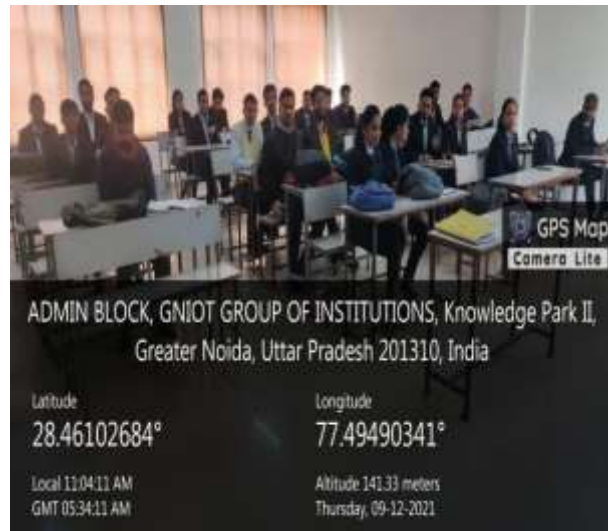 GPS Map
Camera Lite
ADMIN BLOCK, GNIOT GROUP OF INSTITUTIONS, Knowledge Park II,
Greater Noida, Uttar Pradesh 201310, India
Latitude
Longitude
28.46102684°
77.49490341°
Local 11:04:11 AM
Altitude 141.33 meters
GMT 05:34:11 AM
Thursday, 09-12-2021